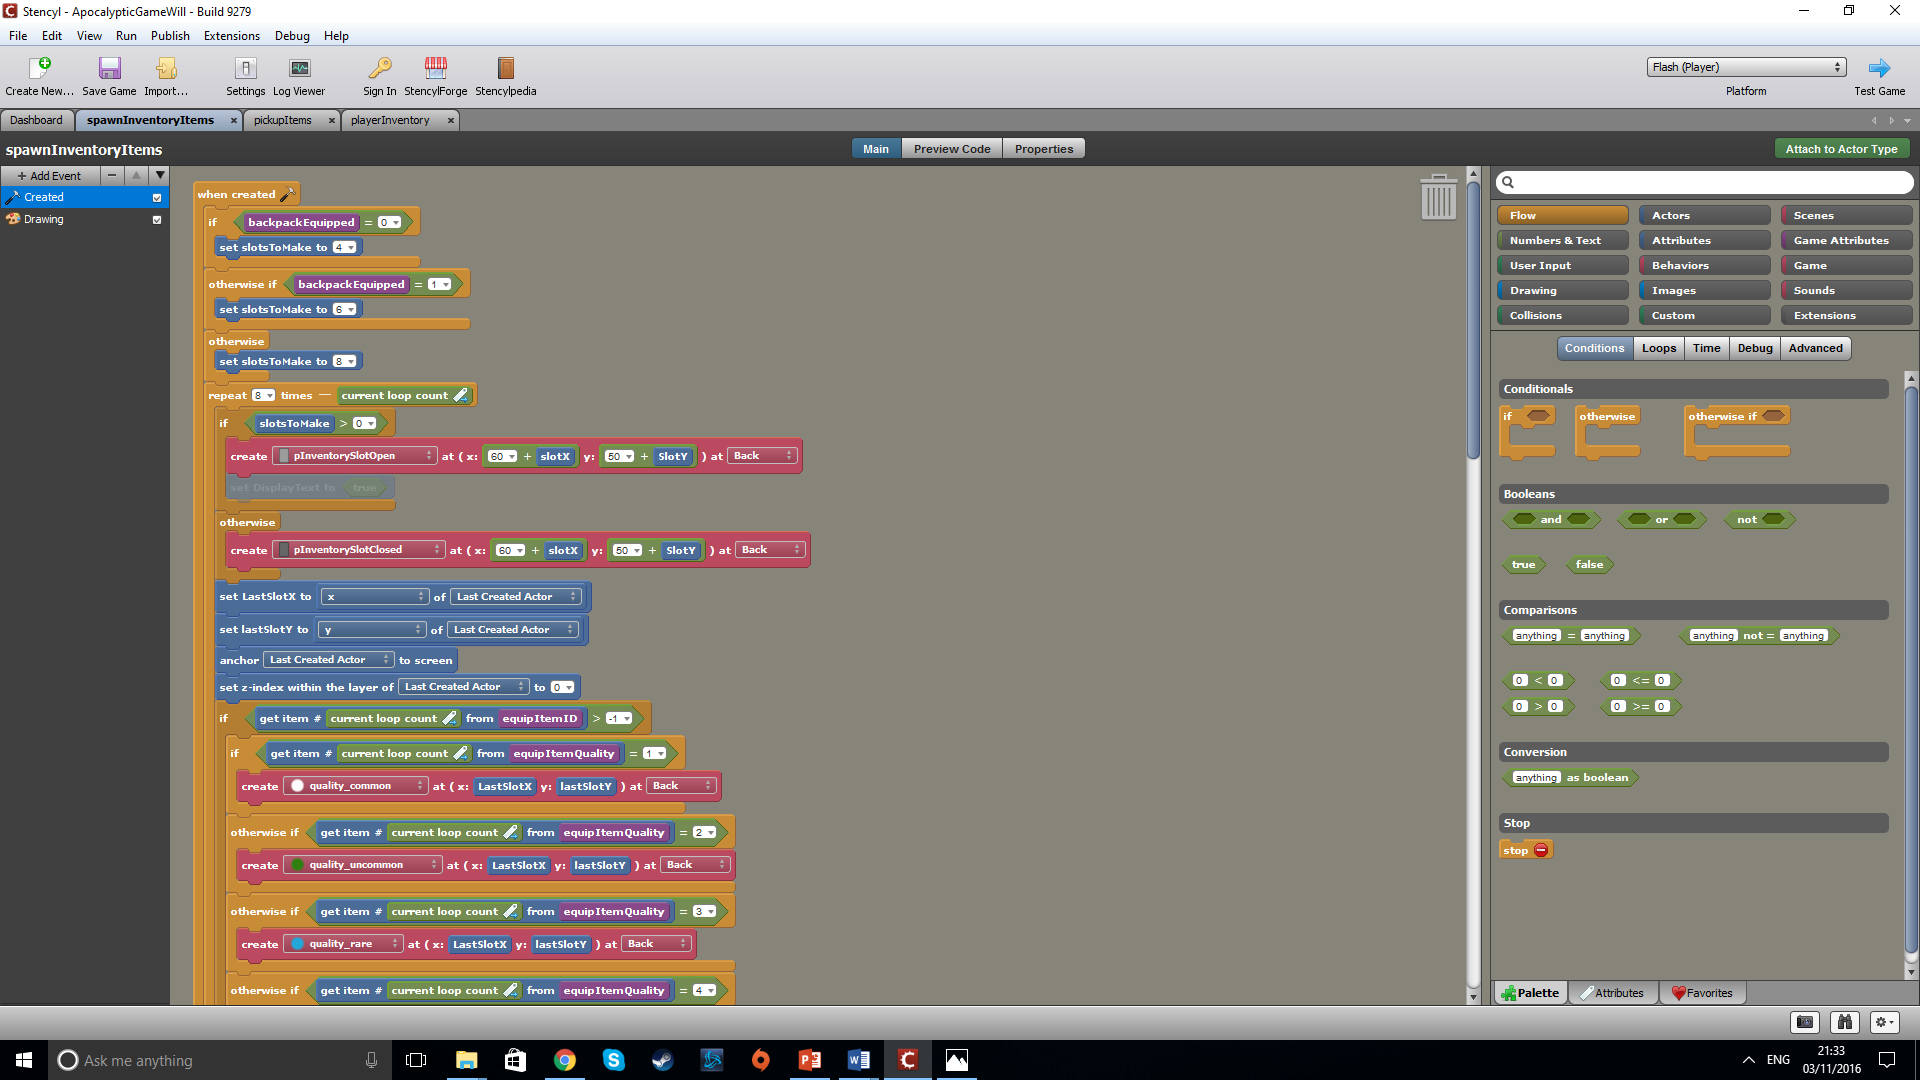 Stencyl - ApocalypticGameWill - Build 9279
File Edit View Run Publish Extensions Debug Help
Create New... Save Game Import... Settings Log Viewer Sign In StencylForge Stencylpedia
Flash (Player)
Platform
Test Game
Dashboard spawnInventoryItems pickupItems playerInventory
spawnInventoryItems
Main Preview Code Properties
Attach to Actor Type
+ Add Event
Created
Drawing
when created
if backpackEquipped = 0
set slotsToMake to 4
otherwise if backpackEquipped = 1
set slotsToMake to 6
otherwise
set slotsToMake to 8
repeat 8 times — current loop count
if slotsToMake > 0
create pInventorySlotOpen at ( x: 60 + slotX y: 50 + SlotY ) at Back
set DisplayText to true
otherwise
create pInventorySlotClosed at ( x: 60 + slotX y: 50 + SlotY ) at Back
set LastSlotX to x of Last Created Actor
set lastSlotY to y of Last Created Actor
anchor Last Created Actor to screen
set z-index within the layer of Last Created Actor to 0
if get item # current loop count from equipItemID > -1
if get item # current loop count from equipItemQuality = 1
create quality_common at ( x: LastSlotX y: lastSlotY ) at Back
otherwise if get item # current loop count from equipItemQuality = 2
create quality_uncommon at ( x: LastSlotX y: lastSlotY ) at Back
otherwise if get item # current loop count from equipItemQuality = 3
create quality_rare at ( x: LastSlotX y: lastSlotY ) at Back
otherwise if get item # current loop count from equipItemQuality = 4
Flow Actors Scenes
Numbers & Text Attributes Game Attributes
User Input Behaviors Game
Drawing Images Sounds
Collisions Custom Extensions
Conditions Loops Time Debug Advanced
Conditionals
if otherwise otherwise if
Booleans
and or not
true false
Comparisons
anything = anything anything not = anything
0 < 0 0 <= 0
0 > 0 0 >= 0
Conversion
anything as boolean
Stop
stop
Palette Attributes Favorites
Ask me anything
ENG
21:33
03/11/2016